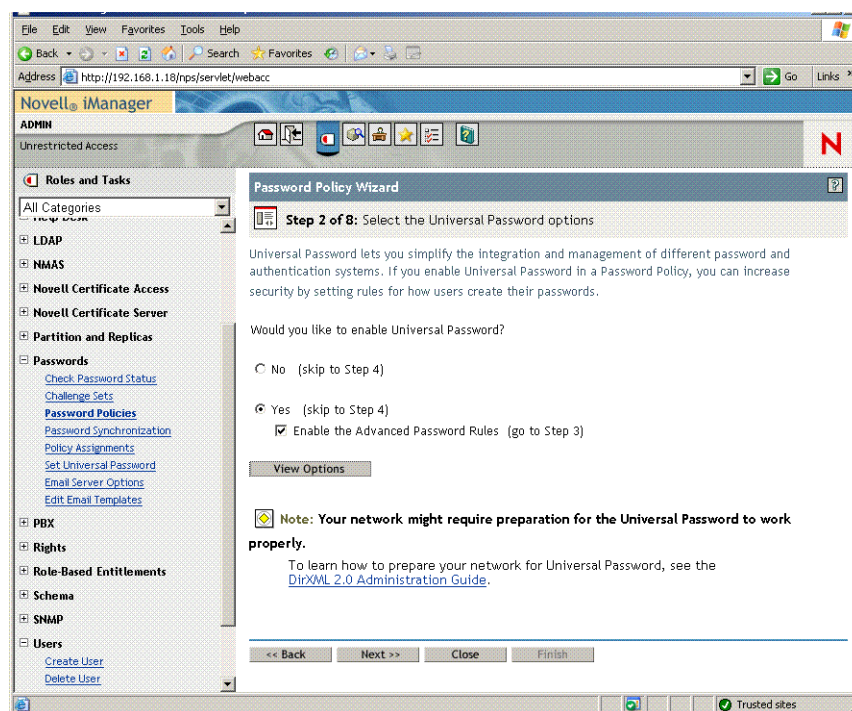 File Edit View Favorites Tools Help
Back Search Favorites
Address http://192.168.1.18/nps/servlet/webacc Go Links
Novell® iManager
ADMIN
Unrestricted Access
N
Roles and Tasks
All Categories
Help Desk
LDAP
NMAS
Novell Certificate Access
Novell Certificate Server
Partition and Replicas
Passwords
Check Password Status
Challenge Sets
Password Policies
Password Synchronization
Policy Assignments
Set Universal Password
Email Server Options
Edit Email Templates
PBX
Rights
Role-Based Entitlements
Schema
SNMP
Users
Create User
Delete User
Password Policy Wizard ?
Step 2 of 8: Select the Universal Password options
Universal Password lets you simplify the integration and management of different password and
authentication systems. If you enable Universal Password in a Password Policy, you can increase
security by setting rules for how users create their passwords.
Would you like to enable Universal Password?
No (skip to Step 4)
Yes (skip to Step 4)
Enable the Advanced Password Rules (go to Step 3)
View Options
Note: Your network might require preparation for the Universal Password to work
properly.
To learn how to prepare your network for Universal Password, see the
DirXML 2.0 Administration Guide.
<< Back Next >> Close Finish
Trusted sites